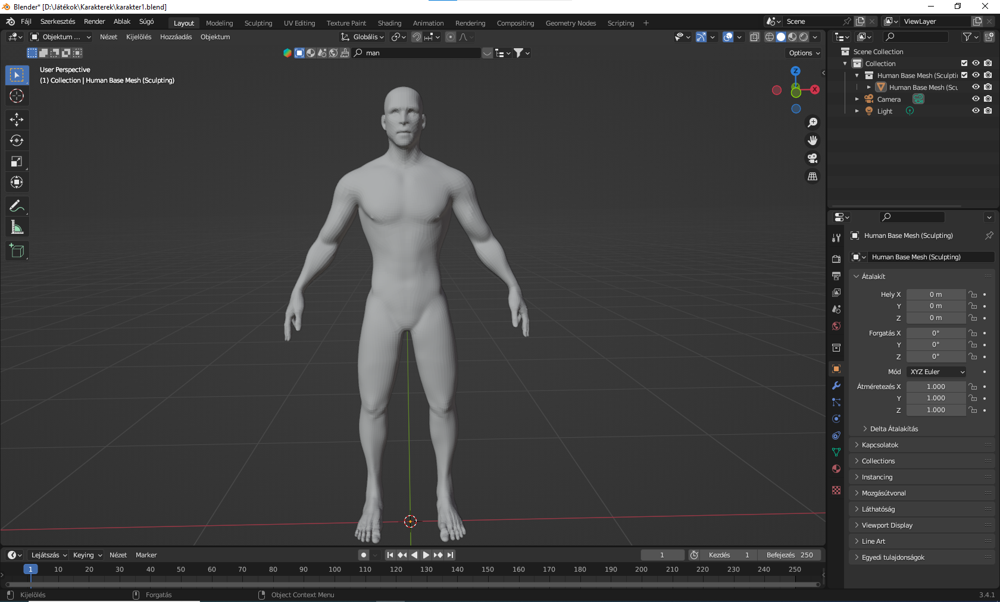 Blender* [D:\Játékok\Karakterek\karakter1.blend]
Fájl Szerkesztés Render Ablak Súgó Layout Modeling Sculpting UV Editing Texture Paint Shading Animation Rendering Compositing Geometry Nodes Scripting + Scene ViewLayer
Objektum ... Nézet Kijelölés Hozzáadás Objektum Globális
man Options
User Perspective
(1) Collection | Human Base Mesh (Sculpting)
Z
X
Scene Collection
Collection
Human Base Mesh (Sculpti
Human Base Mesh (Scu
Camera
Light
Human Base Mesh (Sculpting)
Human Base Mesh (Sculpting)
Átalakít
Hely X 0 m
Y 0 m
Z 0 m
Forgatás X 0°
Y 0°
Z 0°
Mód XYZ Euler
Átméretezés X 1.000
Y 1.000
Z 1.000
Delta Átalakítás
Kapcsolatok
Collections
Instancing
Mozgásútvonal
Láthatóság
Viewport Display
Line Art
Egyedi tulajdonságok
Lejátszás Keying Nézet Marker 1 Kezdés 1 Befejezés 250
1 10 20 30 40 50 60 70 80 90 100 110 120 130 140 150 160 170 180 190 200 210 220 230 240 250
Kijelölés Forgatás Object Context Menu 3.4.1